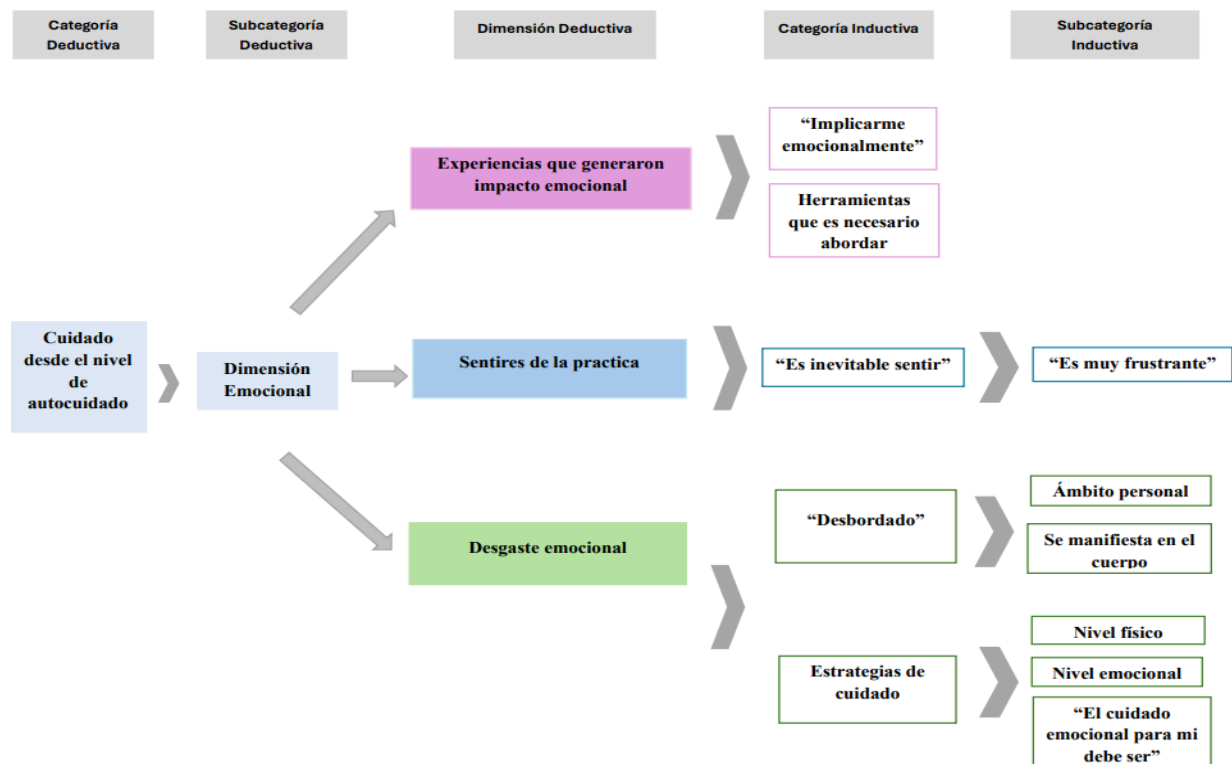 Categoría
Deductiva
Subcategoría
Deductiva
Dimensión Deductiva
Categoría Inductiva
Subcategoría
Inductiva
Cuidado
desde el nivel
de
autocuidado
Dimensión
Emocional
Experiencias que generaron
impacto emocional
“Implicarme
emocionalmente”
Herramientas
que es necesario
abordar
Sentires de la practica
“Es inevitable sentir”
“Es muy frustrante”
Desgaste emocional
“Desbordado”
Ámbito personal
Se manifiesta en el
cuerpo
Estrategias de
cuidado
Nivel físico
Nivel emocional
“El cuidado
emocional para mi
debe ser”